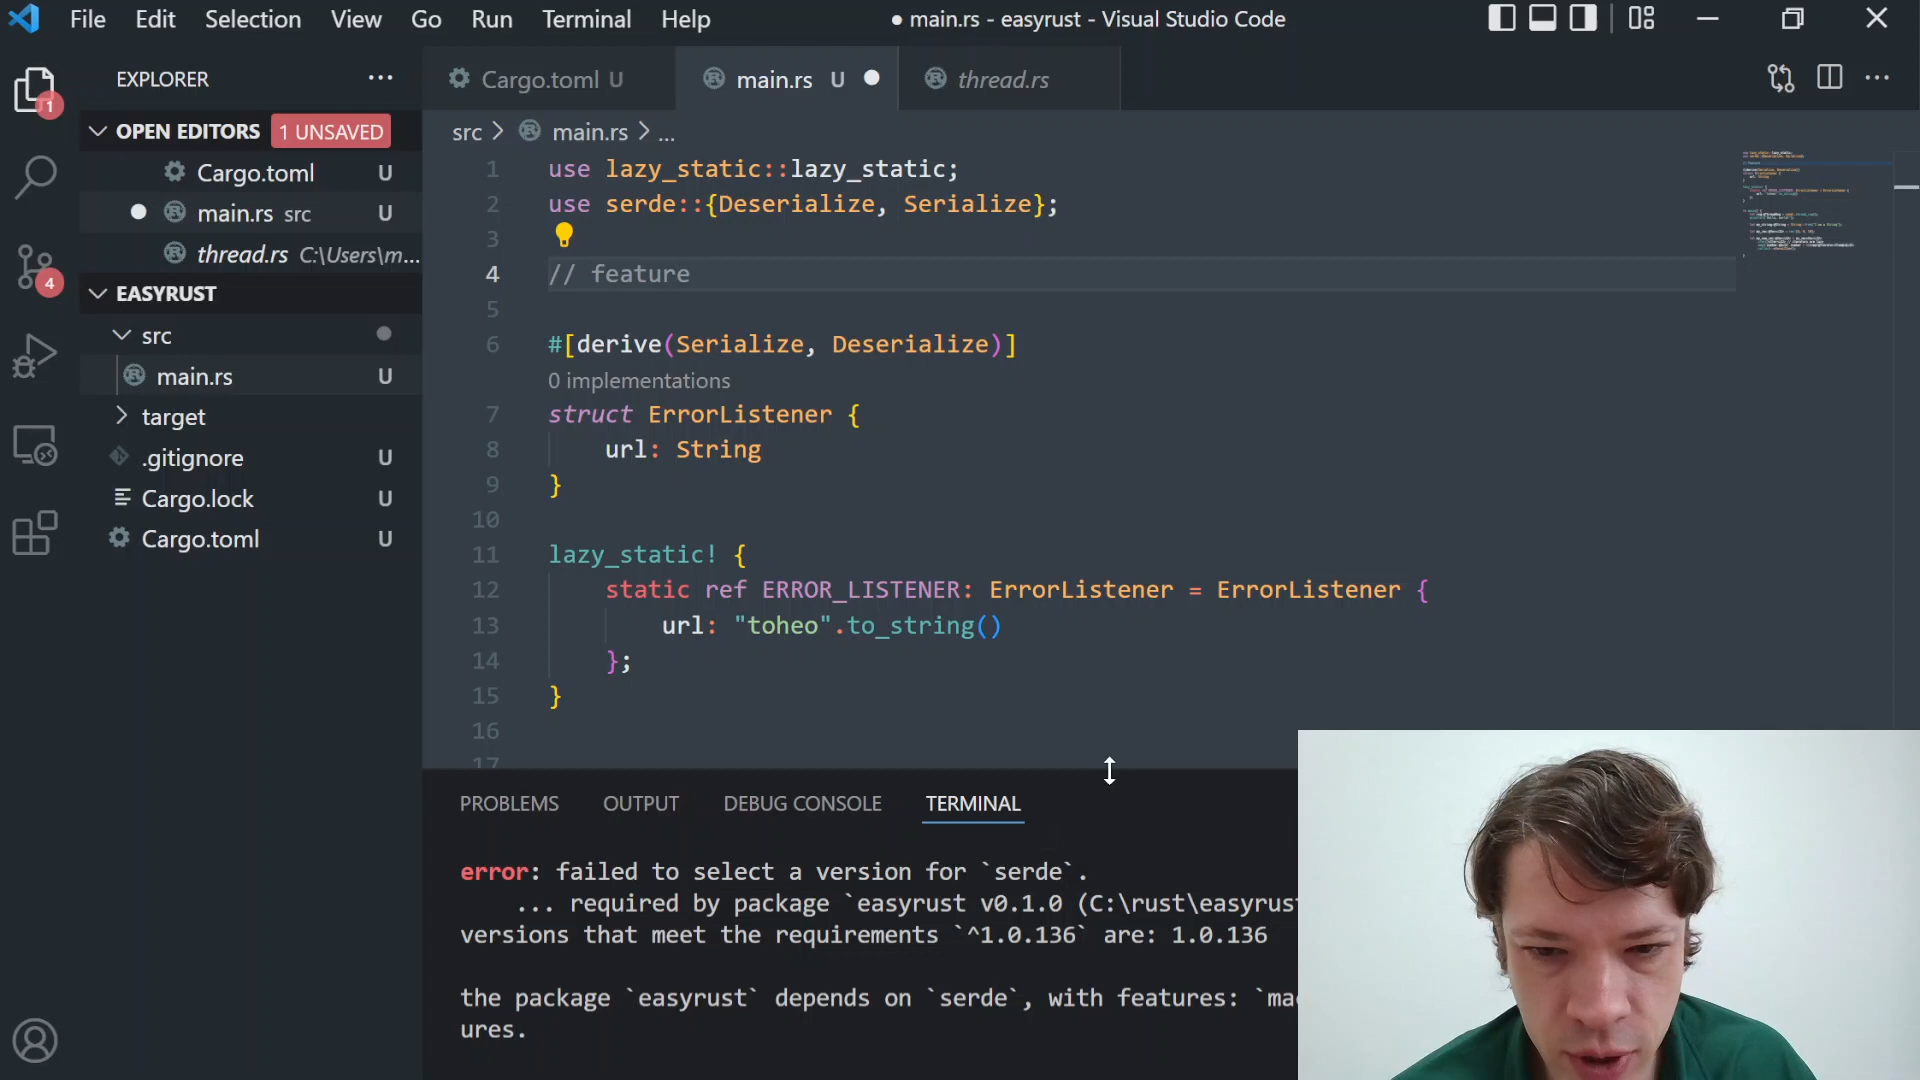 File Edit Selection View Go Run Terminal Help
● main.rs - easyrust - Visual Studio Code
EXPLORER
Cargo.toml U
main.rs U
thread.rs
1
OPEN EDITORS 1 UNSAVED
src > main.rs > ...
Cargo.toml U
main.rs src U
thread.rs C:\Users\m...
4
EASYRUST
src
main.rs U
target
.gitignore U
Cargo.lock U
Cargo.toml U
1 use lazy_static::lazy_static;
2 use serde::{Deserialize, Serialize};
3
4 // feature
5
6 #[derive(Serialize, Deserialize)]
0 implementations
7 struct ErrorListener {
8 url: String
9 }
10
11 lazy_static! {
12 static ref ERROR_LISTENER: ErrorListener = ErrorListener {
13 url: "toheo".to_string()
14 };
15 }
16
17
PROBLEMS OUTPUT DEBUG CONSOLE TERMINAL
error: failed to select a version for `serde`.
... required by package `easyrust v0.1.0 (C:\rust\easyrust
versions that meet the requirements `^1.0.136` are: 1.0.136
the package `easyrust` depends on `serde`, with features: `ma
ures.